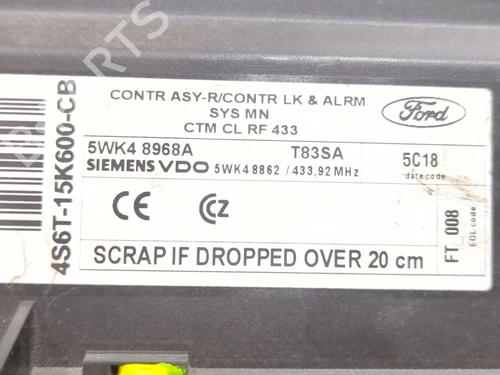 CONTR ASY-R/CONTR LK & ALRM
SYS MN
CTM CL RF 433
Ford
5WK4 8968A T83SA
SIEMENS VDO 5WK4 8862 / 433,92 MHz
5C18
date code
CE CZ
FT_008
EOL code
SCRAP IF DROPPED OVER 20 cm
4S6T-15K600-CB
B-PARTS